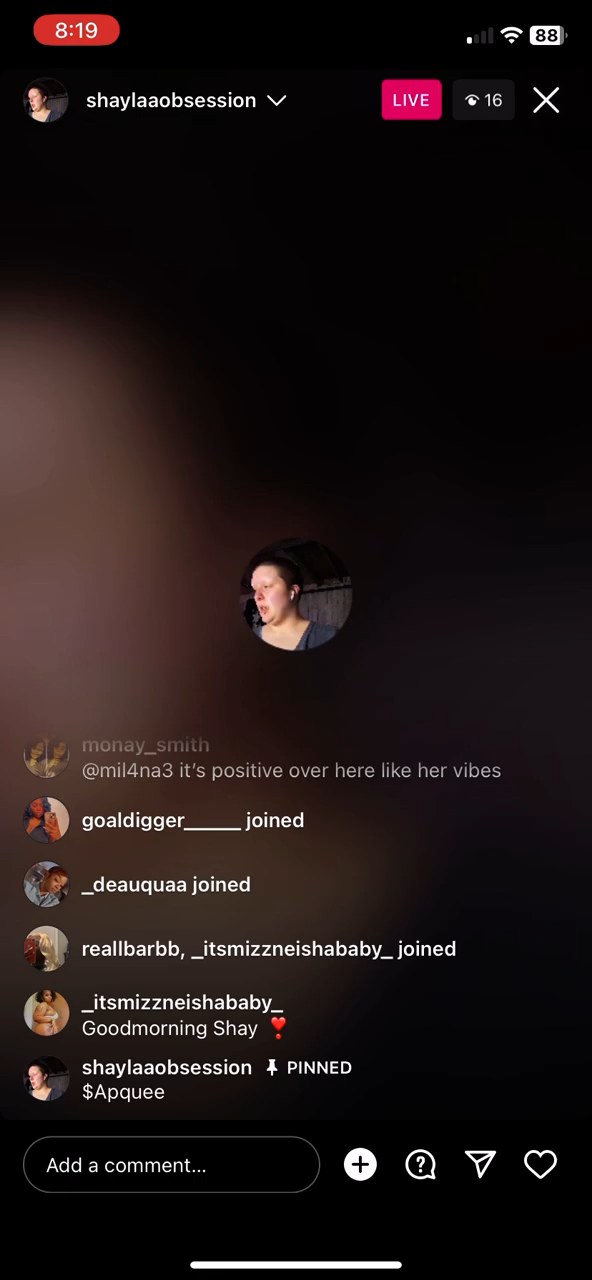 8:19
88
shaylaaobsession
LIVE
16
monay_smith
@mil4na3 it's positive over here like her vibes
goaldigger______ joined
_deauquaa joined
reallbarbb, _itsmizzneishababy_ joined
_itsmizzneishababy_
Goodmorning Shay ❣️
shaylaaobsession PINNED
$Apquee
Add a comment...